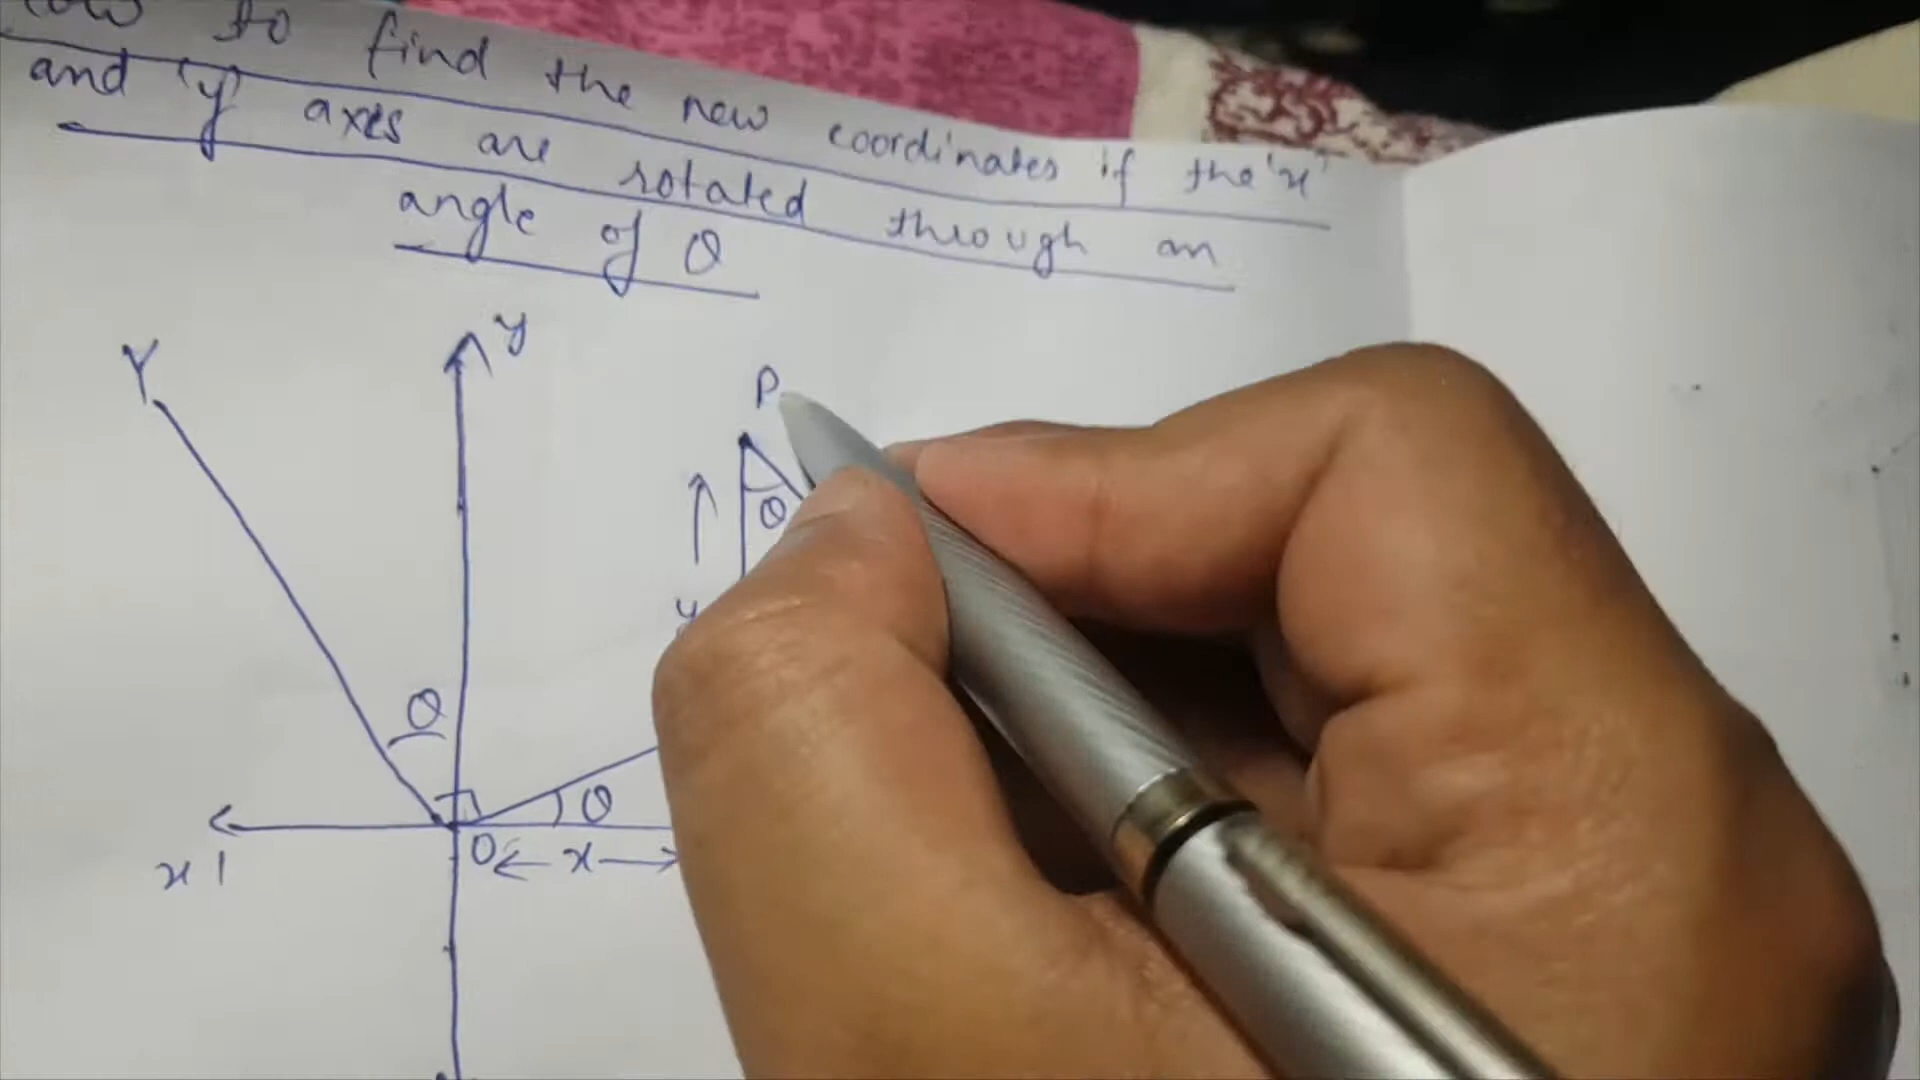 to find the new coordinates if the 'x'
and 'y' axes are rotated through an
angle of θ
y
Y
P
θ
y
θ
θ
O
x
x'